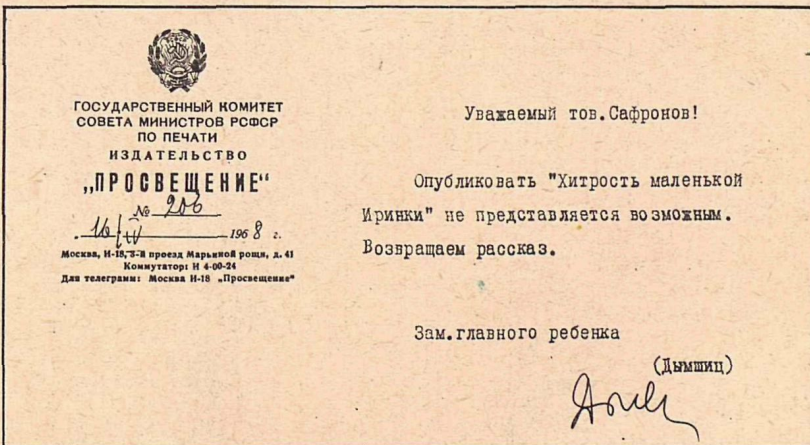 ГОСУДАРСТВЕННЫЙ КОМИТЕТ
СОВЕТА МИНИСТРОВ РСФСР
ПО ПЕЧАТИ
ИЗДАТЕЛЬСТВО
„ПРОСВЕЩЕНИЕ“
№ 206
16/IV 1968 г.
Москва, И-18, 3-й проезд Марьиной рощи, д. 41
Коммутатор: И 4-00-24
Для телеграмм: Москва И-18 „Просвещение“
Уважаемый тов.Сафронов!
Опубликовать "Хитрость маленькой
Иринки" не представляется возможным.
Возвращаем рассказ.
Зам.главного ребенка
(Дымшиц)